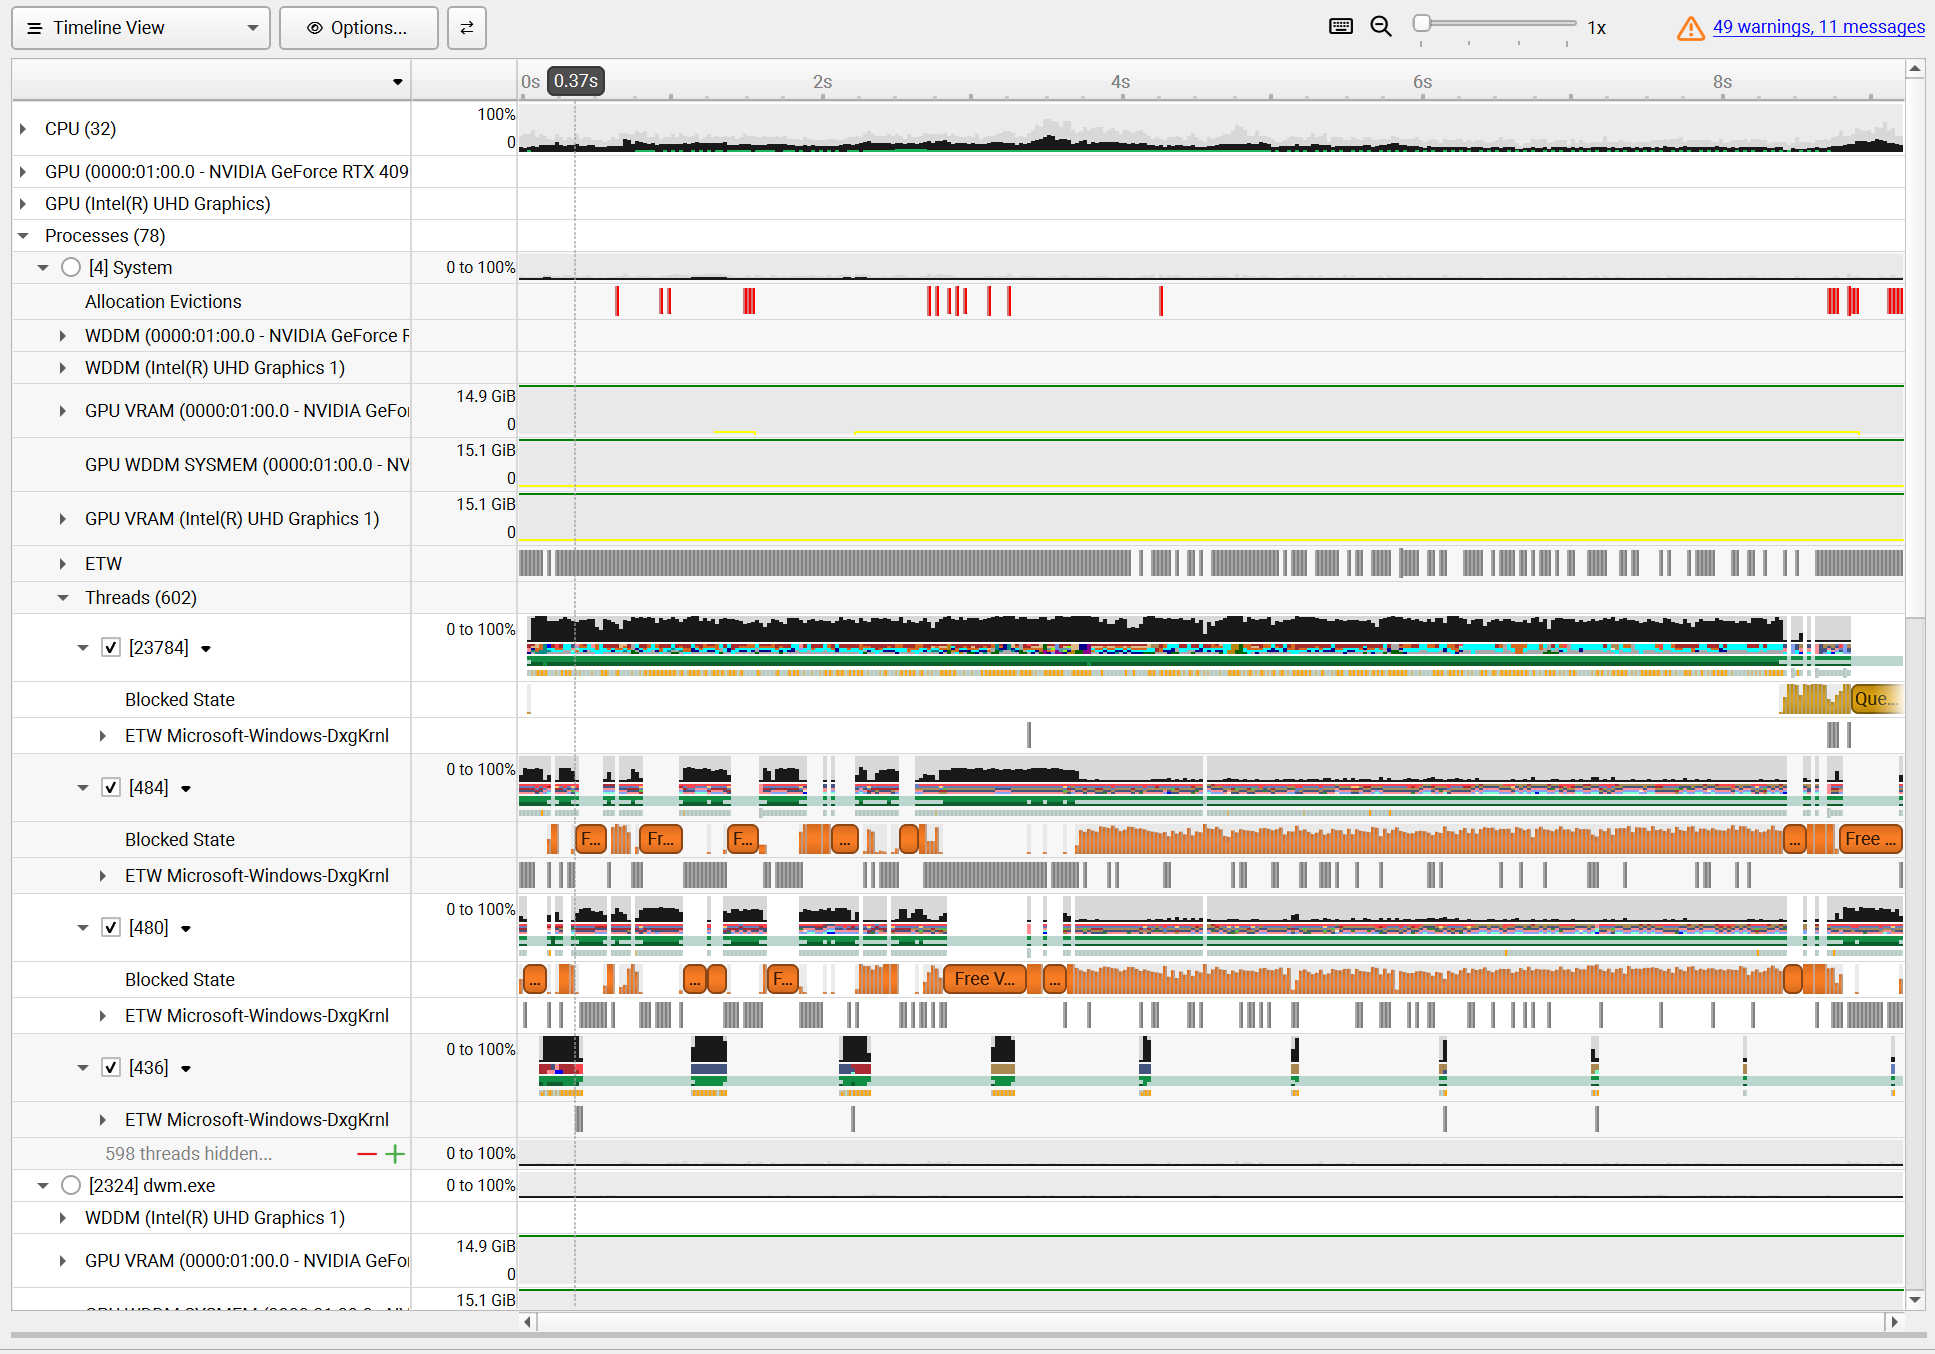 Timeline View
Options...
1x
49 warnings, 11 messages
0s
0.37s
2s
4s
6s
8s
CPU (32)
100%
0
GPU (0000:01:00.0 - NVIDIA GeForce RTX 409
GPU (Intel(R) UHD Graphics)
Processes (78)
[4] System
0 to 100%
Allocation Evictions
WDDM (0000:01:00.0 - NVIDIA GeForce R
WDDM (Intel(R) UHD Graphics 1)
GPU VRAM (0000:01:00.0 - NVIDIA GeFo
14.9 GiB
0
GPU WDDM SYSMEM (0000:01:00.0 - NV
15.1 GiB
0
GPU VRAM (Intel(R) UHD Graphics 1)
15.1 GiB
0
ETW
Threads (602)
[23784]
0 to 100%
Blocked State
Que...
ETW Microsoft-Windows-DxgKrnl
[484]
0 to 100%
Blocked State
F...
Fr...
F...
...
...
Free ...
ETW Microsoft-Windows-DxgKrnl
[480]
0 to 100%
Blocked State
...
...
F...
Free V...
...
ETW Microsoft-Windows-DxgKrnl
[436]
0 to 100%
ETW Microsoft-Windows-DxgKrnl
598 threads hidden...
0 to 100%
[2324] dwm.exe
0 to 100%
WDDM (Intel(R) UHD Graphics 1)
GPU VRAM (0000:01:00.0 - NVIDIA GeFo
14.9 GiB
0
15.1 GiB